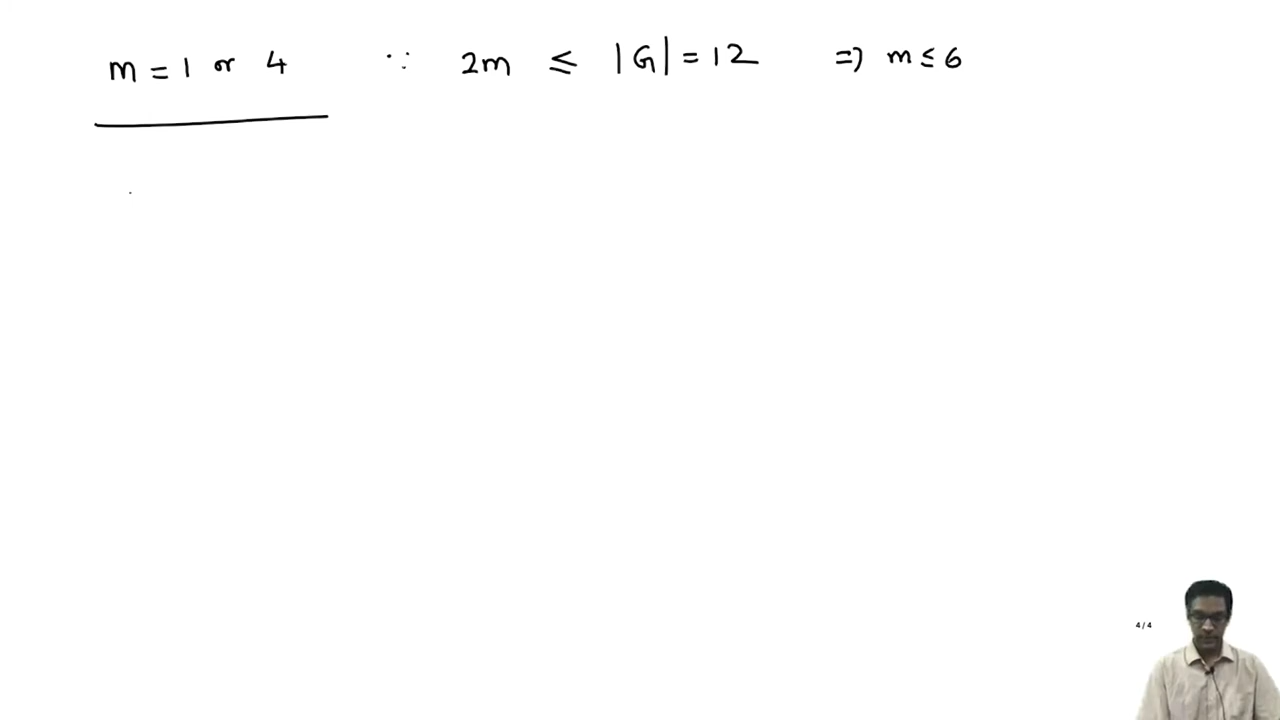 m = 1 or 4 ∵ 2m ≤ |G| = 12 ⇒ m ≤ 6
4/4